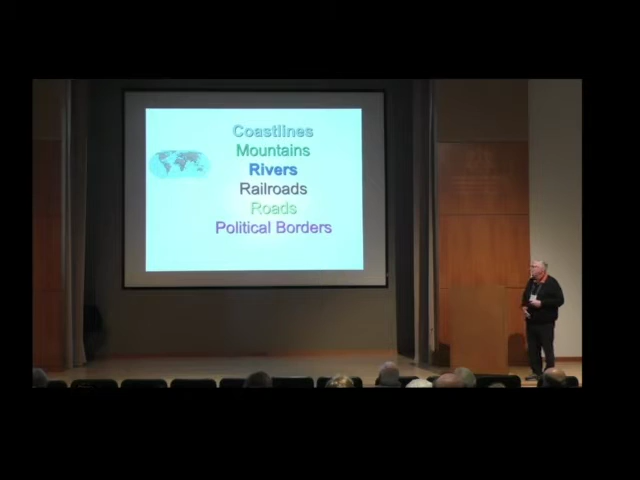 Coastlines
Mountains
Rivers
Railroads
Roads
Political Borders